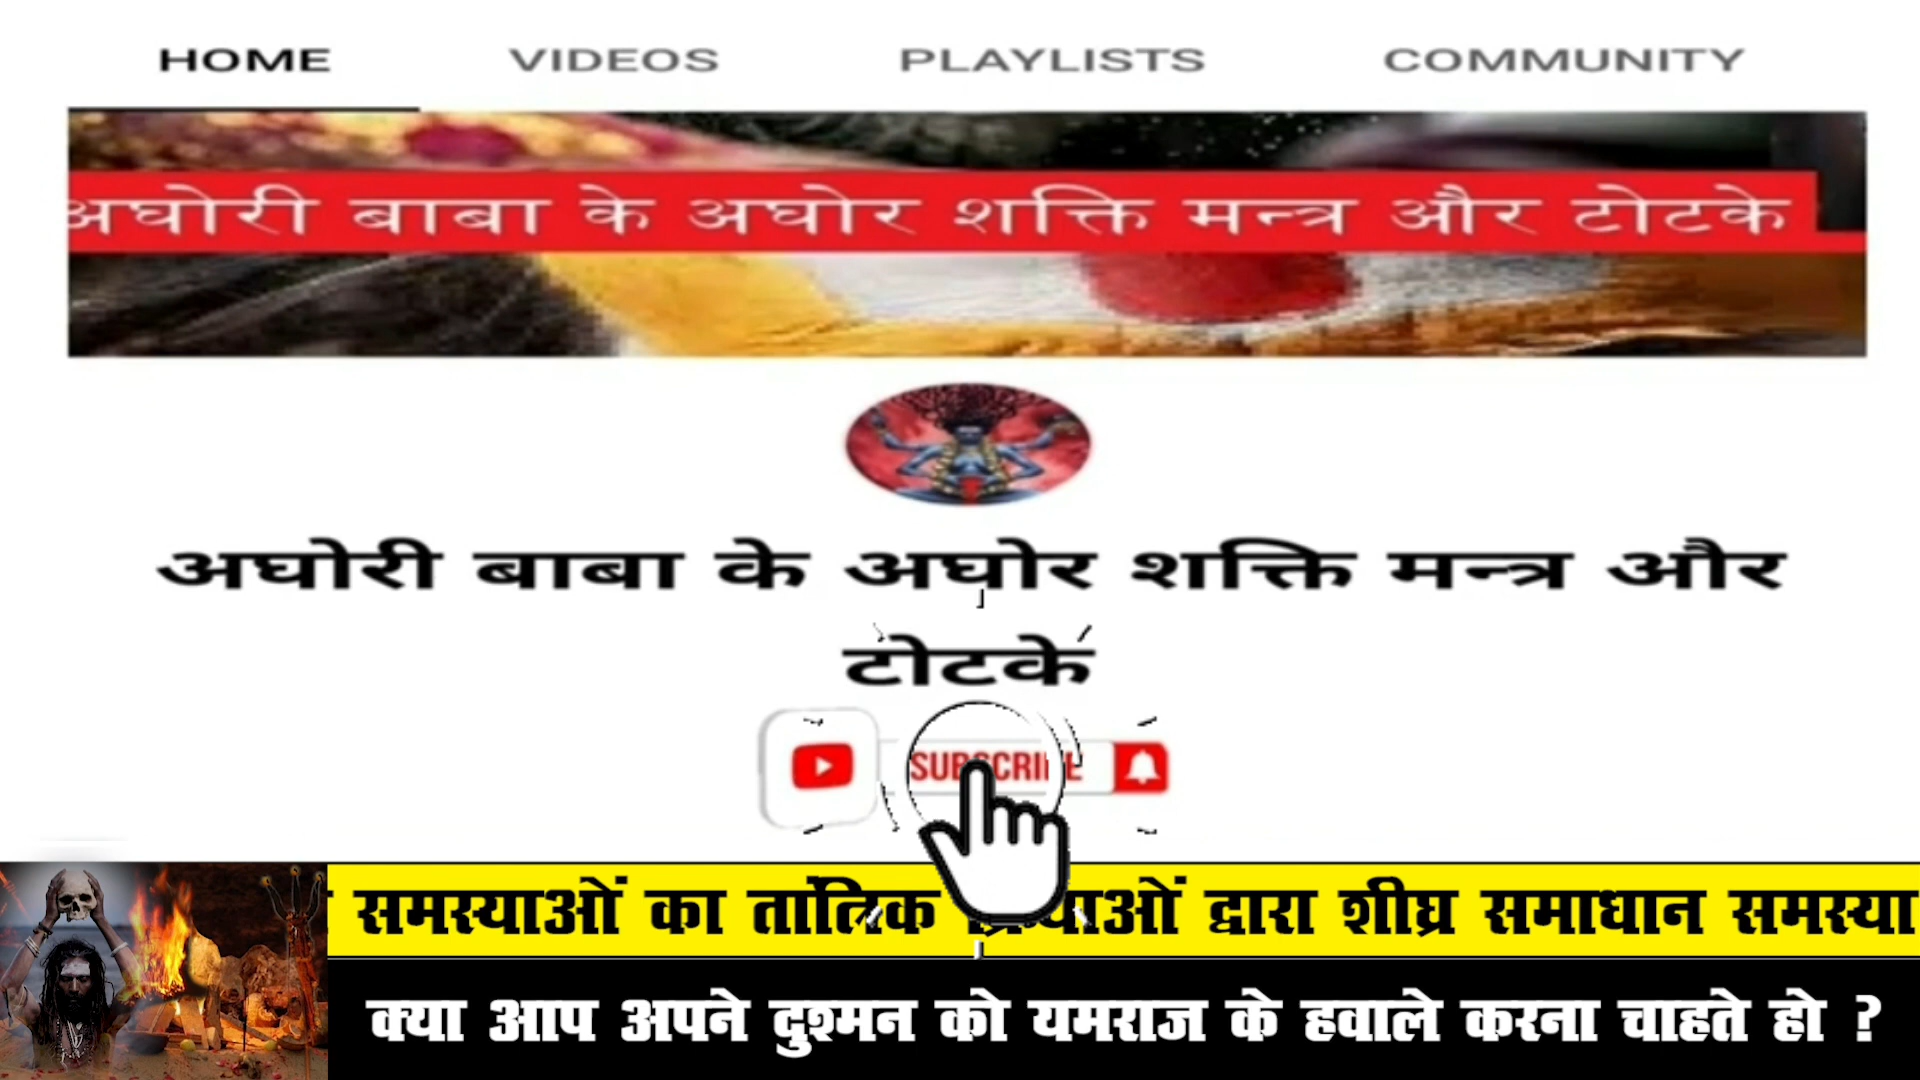 HOME VIDEOS PLAYLISTS COMMUNITY
अघोरी बाबा के अघोर शक्ति मन्त्र और टोटके
अघोरी बाबा के अघोर शक्ति मन्त्र और
टोटके
SUBSCRIBE
समस्याओं का तांत्रिक क्रियाओं द्वारा शीघ्र समाधान समस्या
क्या आप अपने दुश्मन को यमराज के हवाले करना चाहते हो ?